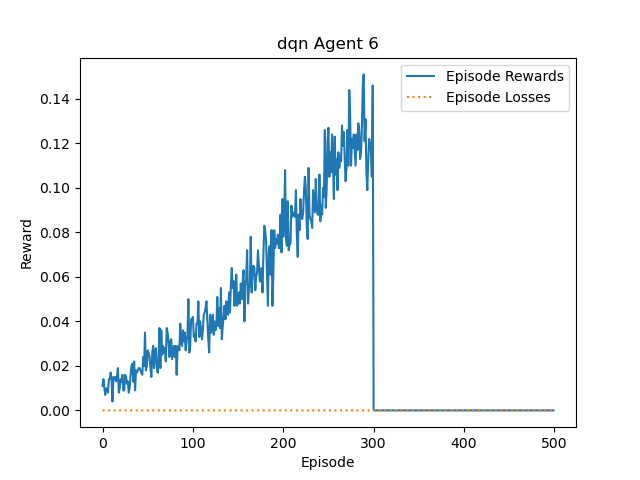 dqn Agent 6
Episode Rewards
Episode Losses
Reward
0.14
0.12
0.10
0.08
0.06
0.04
0.02
0.00
0 100 200 300 400 500
Episode